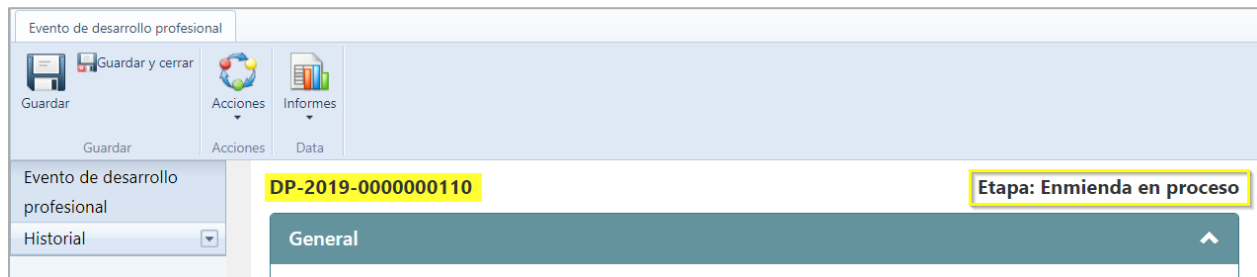 Evento de desarrollo profesional
Guardar y cerrar
Guardar
Acciones
Informes
Guardar
Acciones
Data
Evento de desarrollo
profesional
Historial
DP-2019-0000000110
Etapa: Enmienda en proceso
General